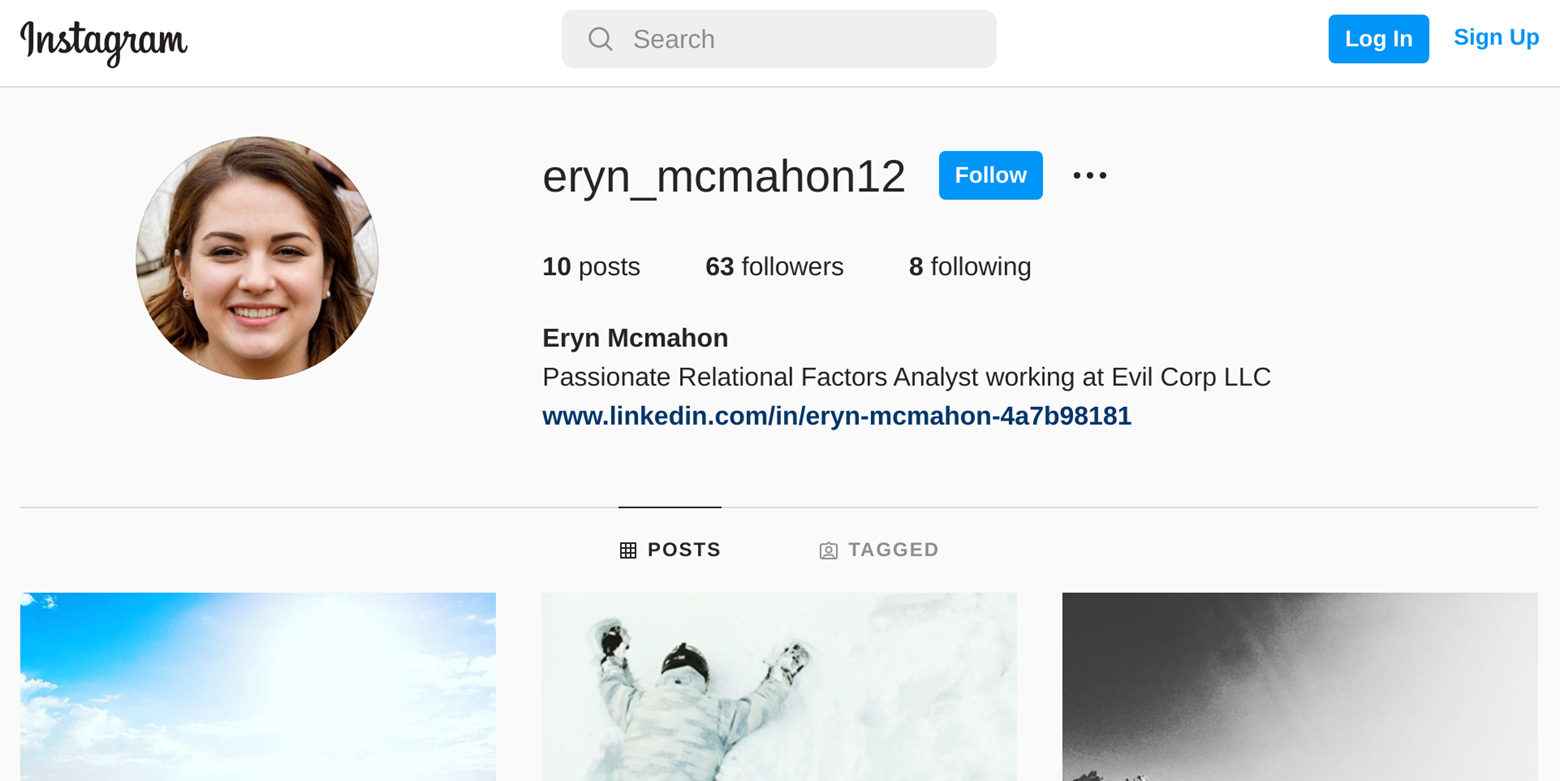 Instagram
Search
Log In
Sign Up
eryn_mcmahon12
Follow
10 posts 63 followers 8 following
Eryn Mcmahon
Passionate Relational Factors Analyst working at Evil Corp LLC
www.linkedin.com/in/eryn-mcmahon-4a7b98181
POSTS
TAGGED